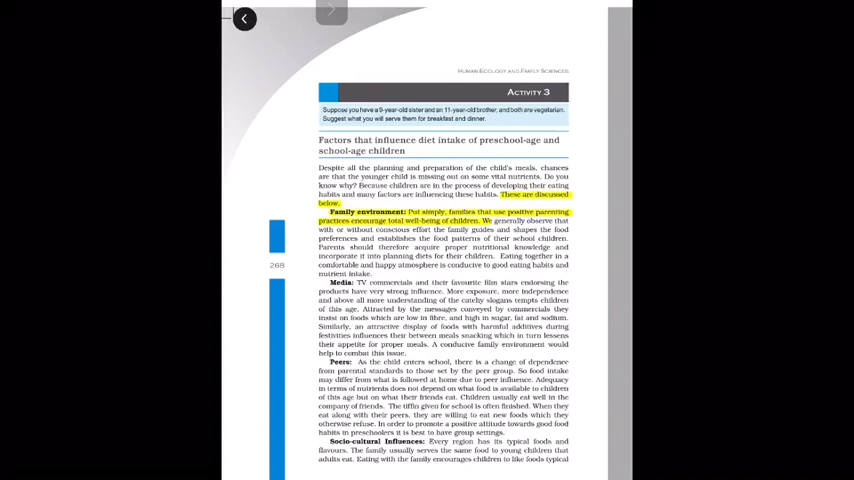 HUMAN ECOLOGY AND FAMILY SCIENCES
ACTIVITY 3
Suppose you have a 9-year-old sister and an 11-year-old brother, and both are vegetarian.
Suggest what you will serve them for breakfast and dinner.
Factors that influence diet intake of preschool-age and
school-age children
Despite all the planning and preparation of the child's meals, chances
are that the younger child is missing out on some vital nutrients. Do you
know why? Because children are in the process of developing their eating
habits and many factors are influencing these habits. These are discussed
below.
Family environment: Put simply, families that use positive parenting
practices encourage total well-being of children. We generally observe that
with or without conscious effort the family guides and shapes the food
preferences and establishes the food patterns of their school children.
Parents should therefore acquire proper nutritional knowledge and
incorporate it into planning diets for their children. Eating together in a
comfortable and happy atmosphere is conducive to good eating habits and
268
nutrient intake.
Media: TV commercials and their favourite film stars endorsing the
products have very strong influence. More exposure, more independence
and above all more understanding of the catchy slogans tempts children
of this age. Attracted by the messages conveyed by commercials they
insist on foods which are low in fibre, and high in sugar, fat and sodium.
Similarly, an attractive display of foods with harmful additives during
festivities influences their between meals snacking which in turn lessens
their appetite for proper meals. A conducive family environment would
help to combat this issue.
Peers: As the child enters school, there is a change of dependence
from parental standards to those set by the peer group. So food intake
may differ from what is followed at home due to peer influence. Adequacy
in terms of nutrients does not depend on what food is available to children
of this age but on what their friends eat. Children usually eat well in the
company of friends. The tiffin given for school is often finished. When they
eat along with their peers, they are willing to eat new foods which they
otherwise refuse. In order to promote a positive attitude towards good food
habits in preschoolers it is best to have group settings.
Socio-cultural Influences: Every region has its typical foods and
flavours. The family usually serves the same food to young children that
adults eat. Eating with the family encourages children to like foods typical